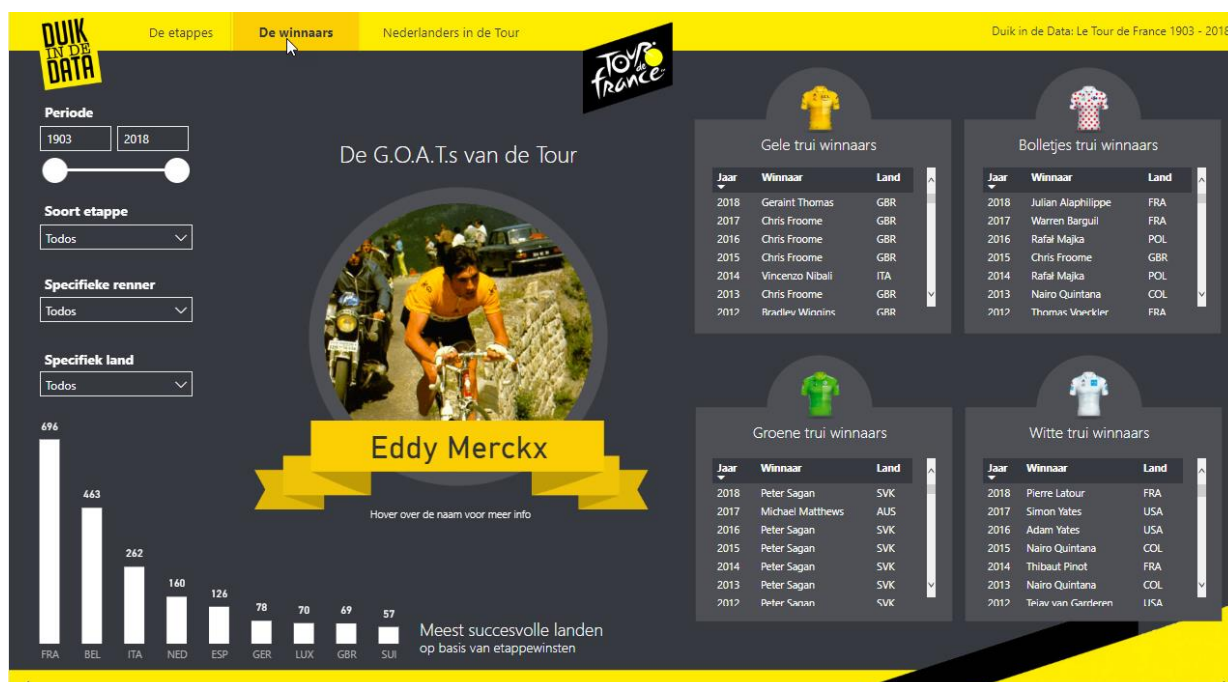 DUIK
IN DE
DATA
De etappes
De winnaars
Nederlanders in de Tour
Duik in de Data: Le Tour de France 1903 - 2018
TOUR
de
france
Periode
1903 2018
Soort etappe
Todos
Specifieke renner
Todos
Specifiek land
Todos
De G.O.A.T.s van de Tour
Eddy Merckx
Hover over de naam voor meer info
696
463
262
160
126
78
70
69
57
FRA BEL ITA NED ESP GER LUX GBR SUI
Meest succesvolle landen
op basis van etappewinsten
Gele trui winnaars
Jaar Winnaar Land
2018 Geraint Thomas GBR
2017 Chris Froome GBR
2016 Chris Froome GBR
2015 Chris Froome GBR
2014 Vincenzo Nibali ITA
2013 Chris Froome GBR
2012 Bradley Wiggins GBR
Bolletjes trui winnaars
Jaar Winnaar Land
2018 Julian Alaphilippe FRA
2017 Warren Barguil FRA
2016 Rafał Majka POL
2015 Chris Froome GBR
2014 Rafał Majka POL
2013 Nairo Quintana COL
2012 Thomas Voeckler FRA
Groene trui winnaars
Jaar Winnaar Land
2018 Peter Sagan SVK
2017 Michael Matthews AUS
2016 Peter Sagan SVK
2015 Peter Sagan SVK
2014 Peter Sagan SVK
2013 Peter Sagan SVK
2012 Peter Sagan SVK
Witte trui winnaars
Jaar Winnaar Land
2018 Pierre Latour FRA
2017 Simon Yates USA
2016 Adam Yates USA
2015 Nairo Quintana COL
2014 Thibaut Pinot FRA
2013 Nairo Quintana COL
2012 Tejay van Garderen USA